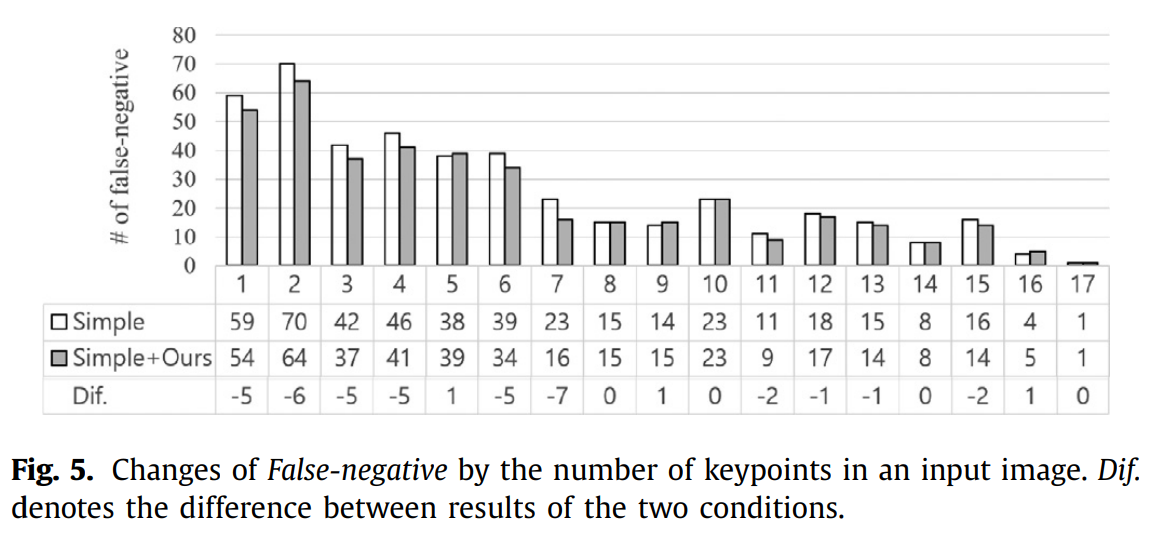 80
70
60
50
40
30
20
10
0
# of false-negative
1 2 3 4 5 6 7 8 9 10 11 12 13 14 15 16 17
Simple 59 70 42 46 38 39 23 15 14 23 11 18 15 8 16 4 1
Simple+Ours 54 64 37 41 39 34 16 15 15 23 9 17 14 8 14 5 1
Dif. -5 -6 -5 -5 1 -5 -7 0 1 0 -2 -1 -1 0 -2 1 0
Fig. 5. Changes of False-negative by the number of keypoints in an input image. Dif.
denotes the difference between results of the two conditions.